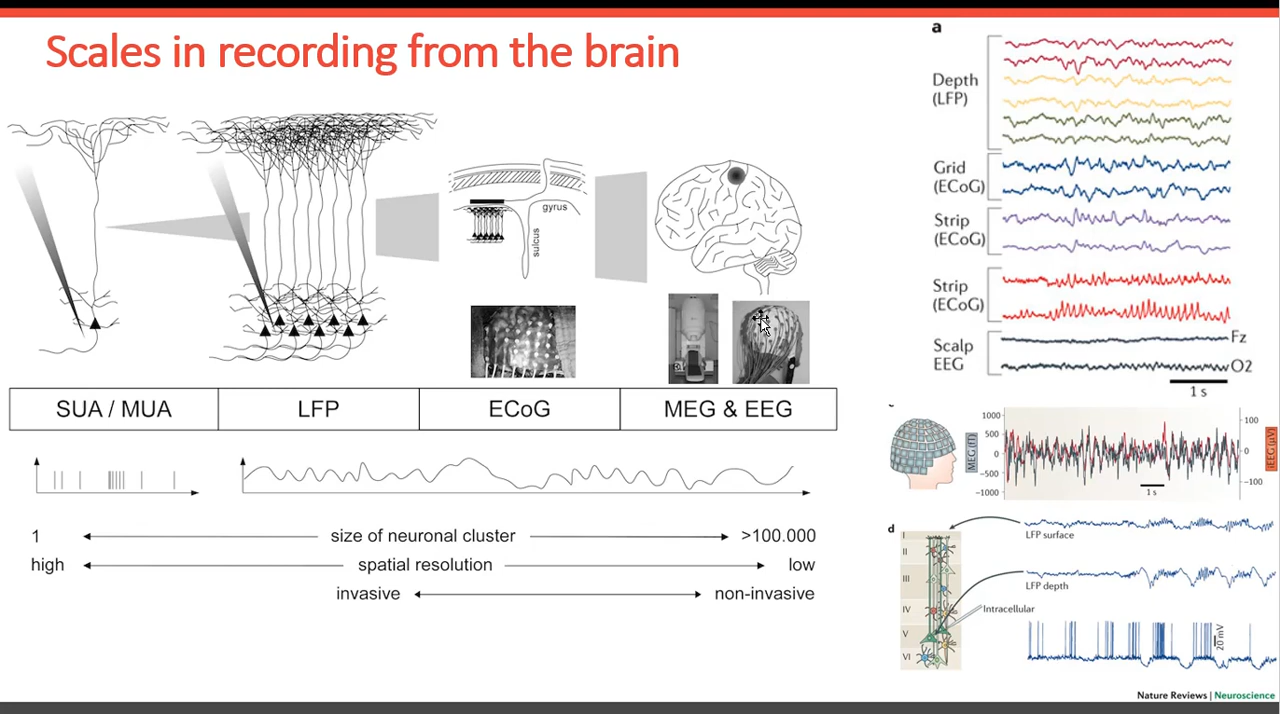 Scales in recording from the brain
gyrus
sulcus
SUA / MUA
LFP
ECoG
MEG & EEG
1
size of neuronal cluster
>100.000
high
spatial resolution
low
invasive
non-invasive
a
Depth
(LFP)
Grid
(ECoG)
Strip
(ECoG)
Strip
(ECoG)
Scalp
EEG
Fz
O2
1 s
MEG (fT)
1000
500
0
−500
−1000
1 s
100
0
−100
d
I
II
III
IV
V
VI
LFP surface
LFP depth
Intracellular
20 mV
Nature Reviews | Neuroscience